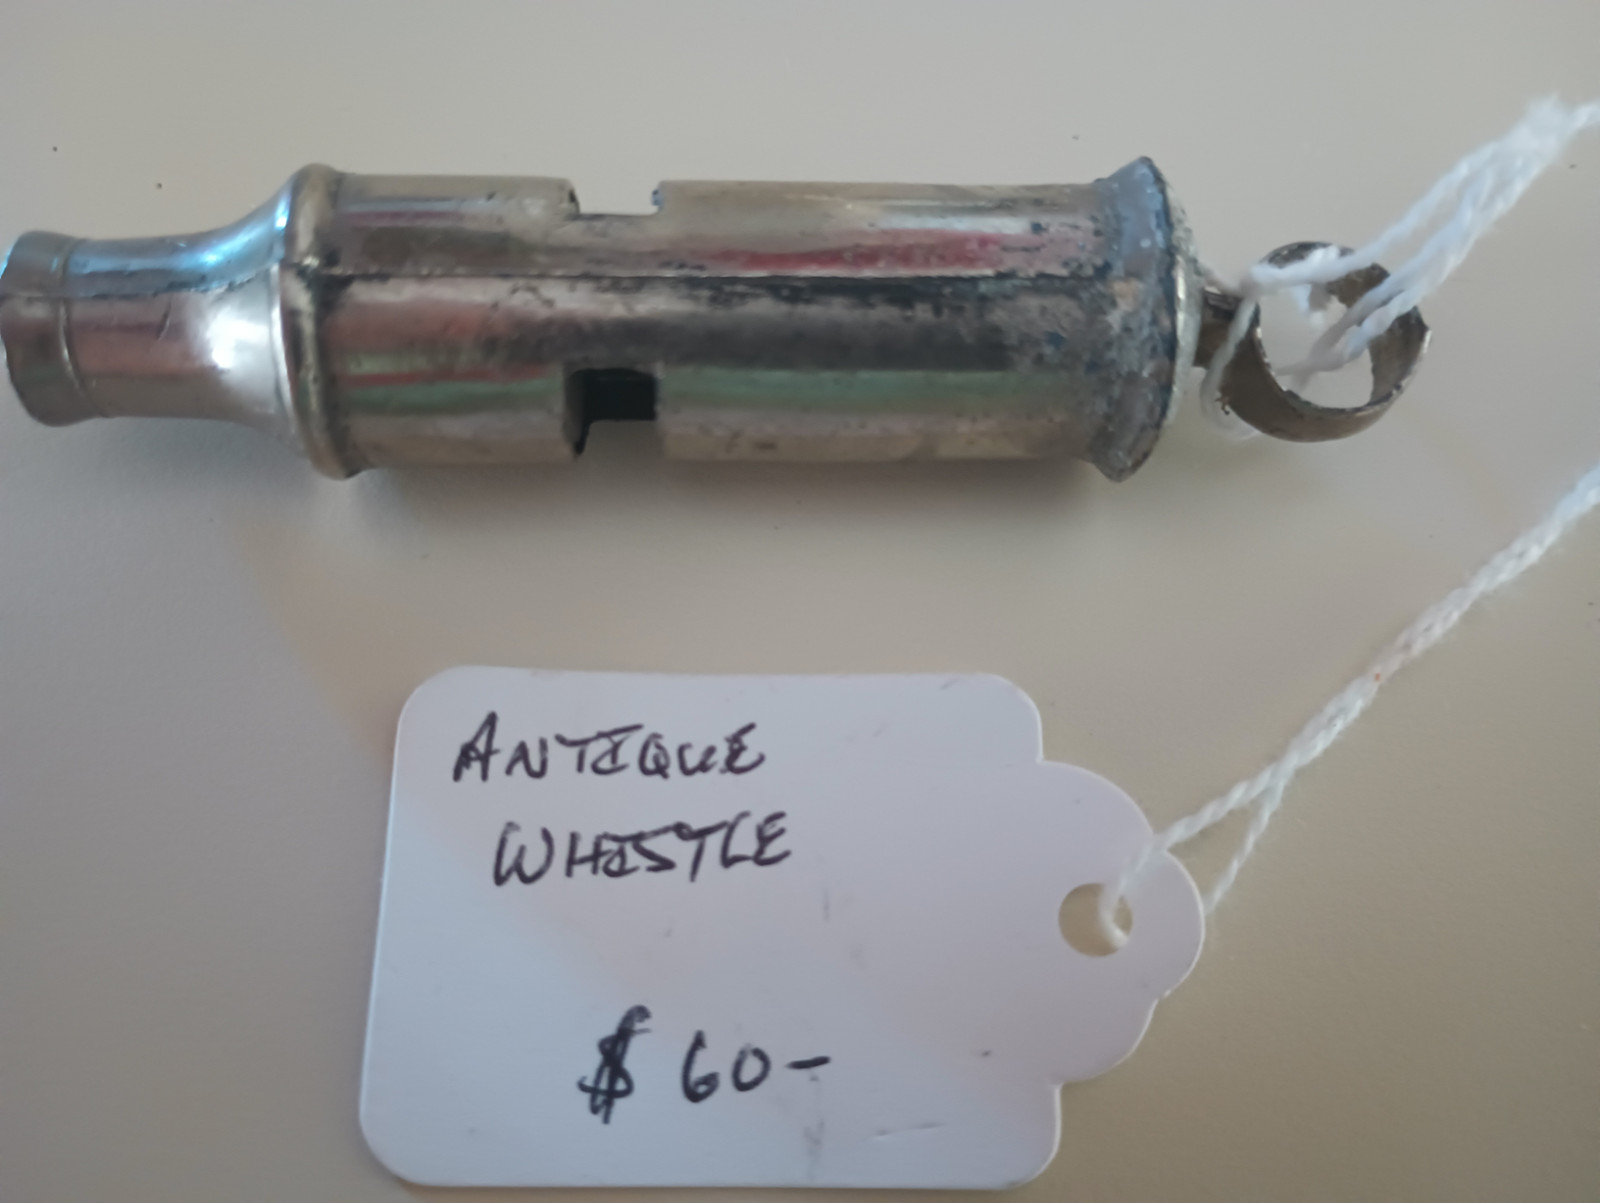 ANTIQUE
WHISTLE
$60-